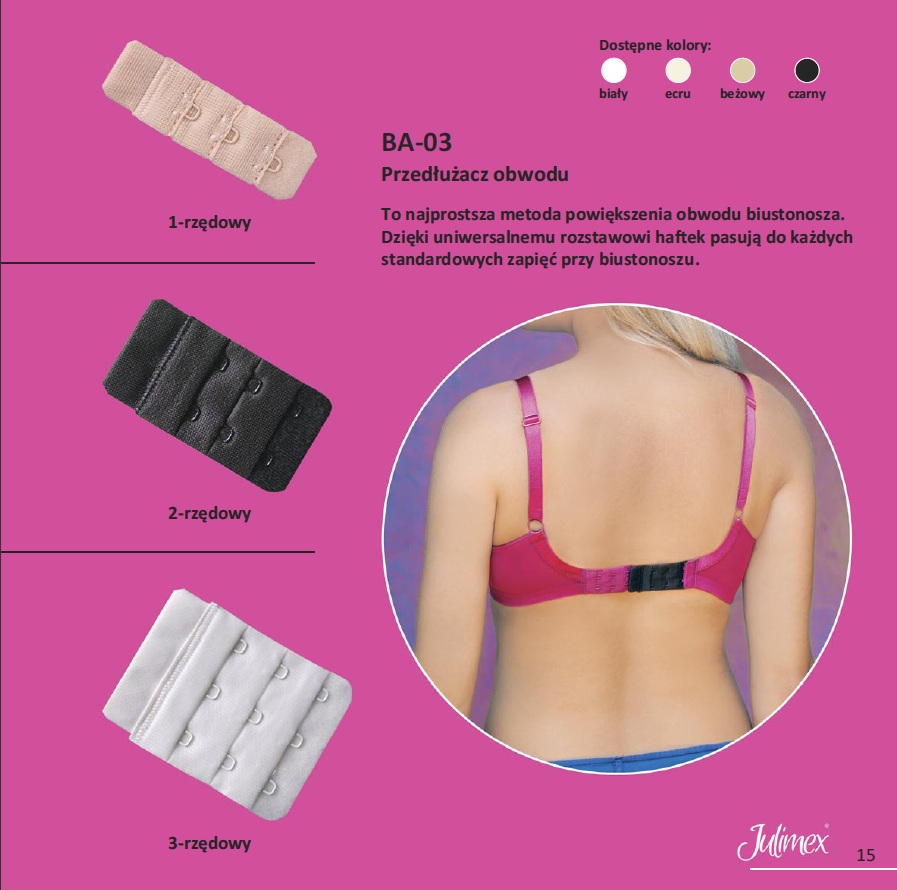 Dostępne kolory:
biały ecru beżowy czarny
BA-03
Przedłużacz obwodu
To najprostsza metoda powiększenia obwodu biustonosza.
Dzięki uniwersalnemu rozstawowi haftek pasują do każdych
standardowych zapięć przy biustonoszu.
1-rzędowy
2-rzędowy
3-rzędowy
Julimex®
15